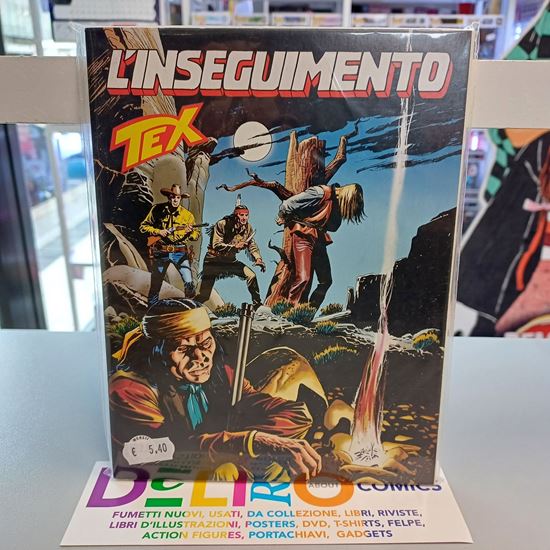 L'INSEGUIMENTO
TEX
€ 5,40
DELIRO COMICS
FUMETTI NUOVI, USATI, DA COLLEZIONE, LIBRI, RIVISTE,
LIBRI D'ILLUSTRAZIONI, POSTERS, DVD, T-SHIRTS, FELPE,
ACTION FIGURES, PORTACHIAVI, GADGETS